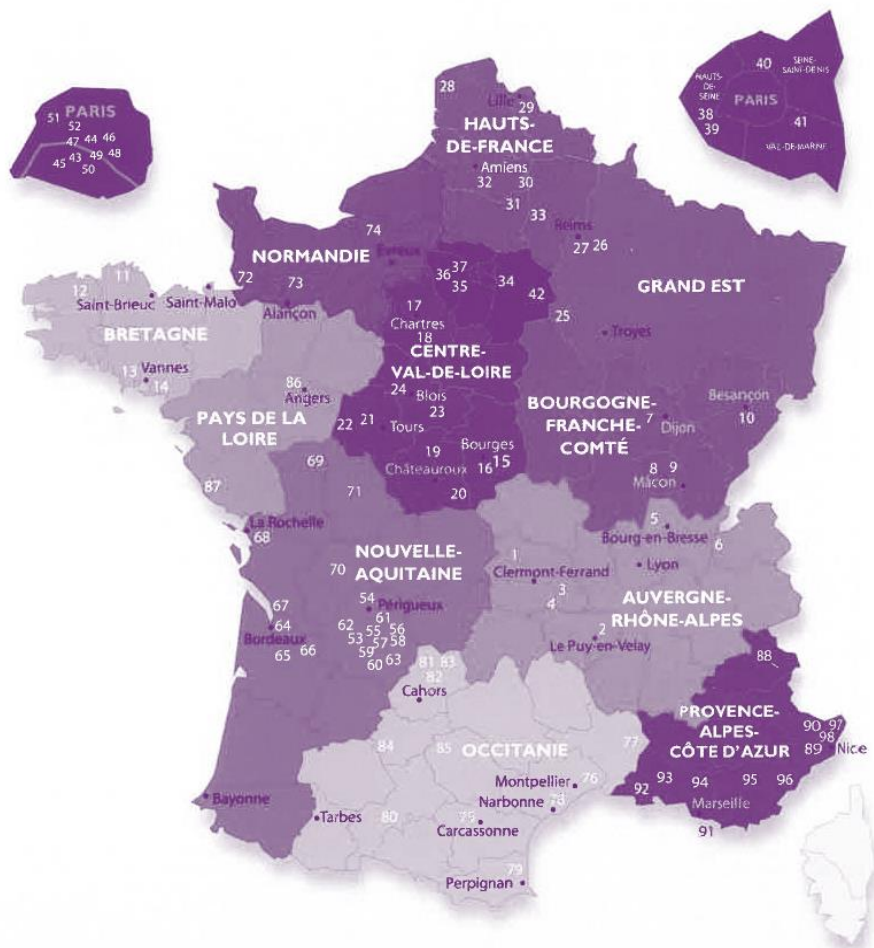 PARIS
51
52
47 44 46
45 43 49 48
50
40
SEINE-
SAINT-DENIS
HAUTS-
DE-
SEINE
PARIS
38
39
41
VAL-DE-MARNE
28
Lille
29
HAUTS-
DE-FRANCE
Amiens
32 30
31
33
Reims
27 26
74
NORMANDIE
Évreux
72
73
Alançon
36 37
35
34
42
GRAND EST
25
Troyes
12
11
Saint-Brieuc
Saint-Malo
BRETAGNE
13 Vannes
14
17
Chartres
18
CENTRE-
VAL-DE-LOIRE
24
Blois
23
22 21
Tours
Bourges
19
16 15
Châteauroux
20
86
Angers
PAYS DE LA
LOIRE
87
BOURGOGNE-
FRANCHE-
COMTÉ
Besançon
10
7
Dijon
8 9
Mâcon
69
71
La Rochelle
68
NOUVELLE-
AQUITAINE
70
54
Périgueux
67
64
Bordeaux
65 66
61
62 55 56
53 57 58
59
60 63
Bayonne
5
Bourg-en-Bresse
6
1
Clermont-Ferrand
Lyon
3
4
AUVERGNE-
RHÔNE-ALPES
2
Le Puy-en-Velay
81 83
82
Cahors
84
85
OCCITANIE
77
Montpellier
76
Narbonne
78
75
Carcassonne
80
Tarbes
79
Perpignan
88
PROVENCE-
ALPES-
CÔTE D'AZUR
90 97
98
89
Nice
92 93 94 95 96
Marseille
91